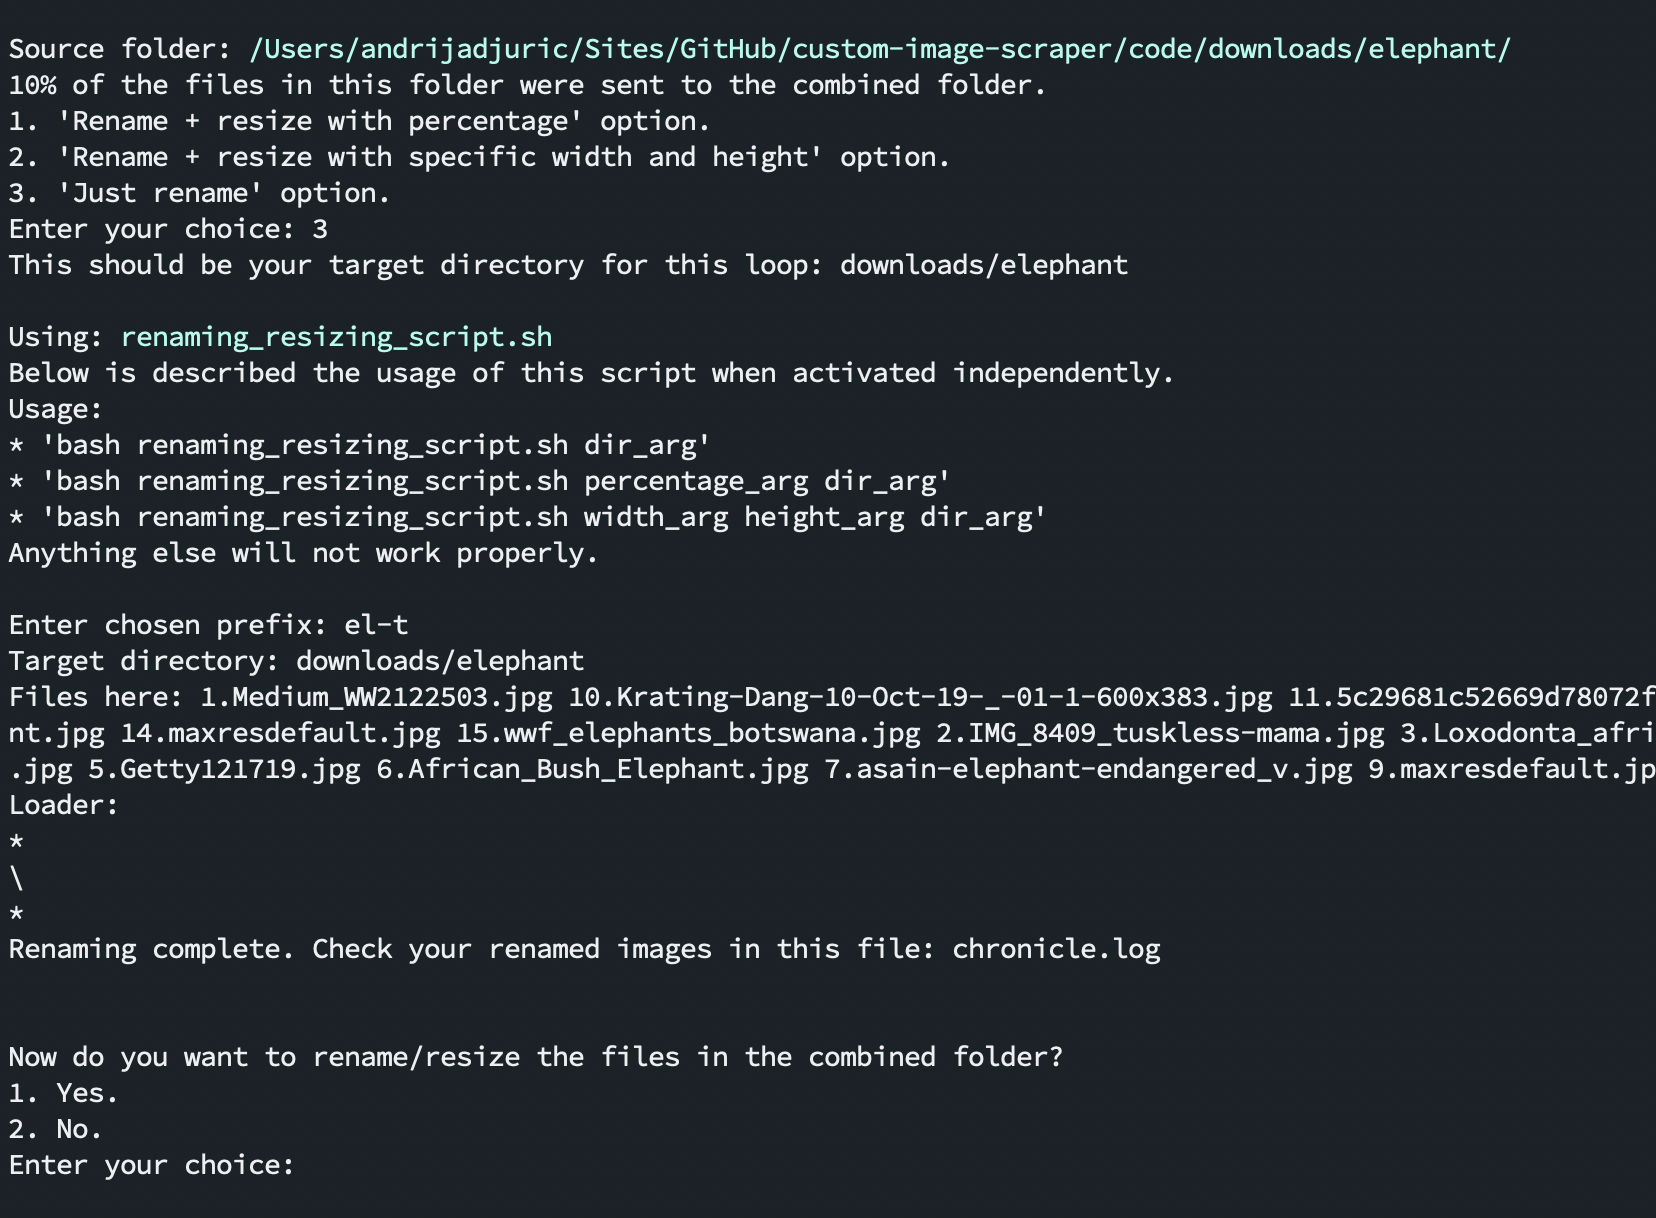 Source folder: /Users/andrijadjuric/Sites/GitHub/custom-image-scraper/code/downloads/elephant/
10% of the files in this folder were sent to the combined folder.
1. 'Rename + resize with percentage' option.
2. 'Rename + resize with specific width and height' option.
3. 'Just rename' option.
Enter your choice: 3
This should be your target directory for this loop: downloads/elephant
Using: renaming_resizing_script.sh
Below is described the usage of this script when activated independently.
Usage:
* 'bash renaming_resizing_script.sh dir_arg'
* 'bash renaming_resizing_script.sh percentage_arg dir_arg'
* 'bash renaming_resizing_script.sh width_arg height_arg dir_arg'
Anything else will not work properly.
Enter chosen prefix: el-t
Target directory: downloads/elephant
Files here: 1.Medium_WW2122503.jpg 10.Krating-Dang-10-Oct-19-_-01-1-600x383.jpg 11.5c29681c52669d78072f
nt.jpg 14.maxresdefault.jpg 15.wwf_elephants_botswana.jpg 2.IMG_8409_tuskless-mama.jpg 3.Loxodonta_afri
.jpg 5.Getty121719.jpg 6.African_Bush_Elephant.jpg 7.asain-elephant-endangered_v.jpg 9.maxresdefault.jp
Loader:
*
\
*
Renaming complete. Check your renamed images in this file: chronicle.log
Now do you want to rename/resize the files in the combined folder?
1. Yes.
2. No.
Enter your choice: